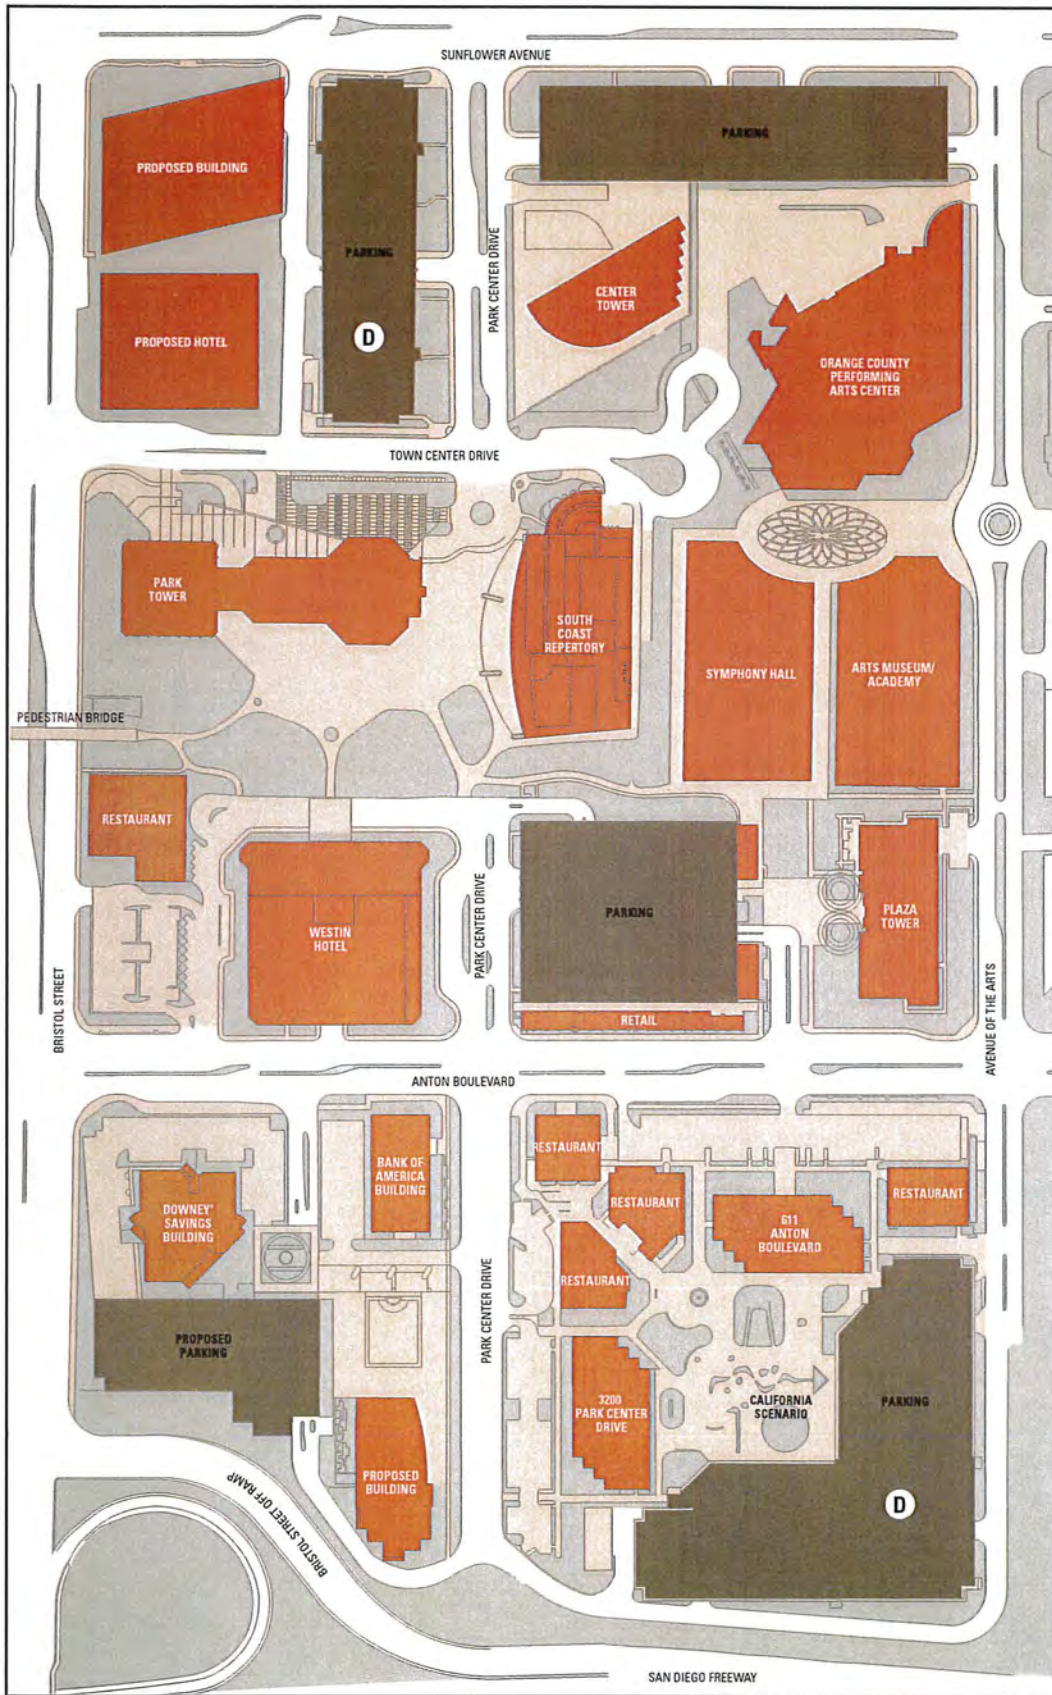 SUNFLOWER AVENUE
PARKING
PROPOSED BUILDING
PARKING
PARK CENTER DRIVE
CENTER
TOWER
PROPOSED HOTEL
D
ORANGE COUNTY
PERFORMING
ARTS CENTER
TOWN CENTER DRIVE
PARK
TOWER
SOUTH
COAST
REPERTORY
SYMPHONY HALL
ARTS MUSEUM/
ACADEMY
PEDESTRIAN BRIDGE
RESTAURANT
WESTIN
HOTEL
PARK CENTER DRIVE
PARKING
PLAZA
TOWER
RETAIL
BRISTOL STREET
AVENUE OF THE ARTS
ANTON BOULEVARD
BANK OF
AMERICA
BUILDING
RESTAURANT
RESTAURANT
RESTAURANT
DOWNEY'
SAVINGS
BUILDING
611
ANTON
BOULEVARD
RESTAURANT
PROPOSED
PARKING
PARK CENTER DRIVE
3200
PARK CENTER
DRIVE
CALIFORNIA
SCENARIO
PARKING
PROPOSED
BUILDING
BRISTOL STREET OFF RAMP
D
SAN DIEGO FREEWAY